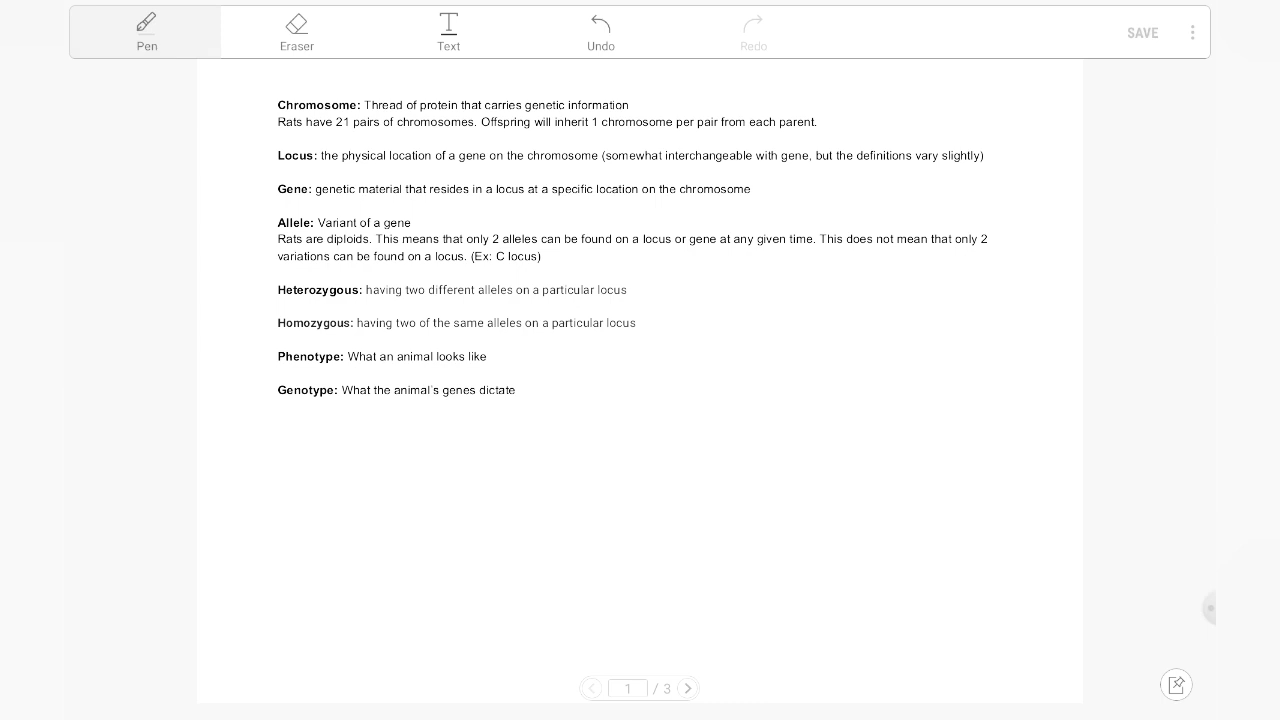 Pen
Eraser
Text
Undo
Redo
SAVE
Chromosome: Thread of protein that carries genetic information
Rats have 21 pairs of chromosomes. Offspring will inherit 1 chromosome per pair from each parent.
Locus: the physical location of a gene on the chromosome (somewhat interchangeable with gene, but the definitions vary slightly)
Gene: genetic material that resides in a locus at a specific location on the chromosome
Allele: Variant of a gene
Rats are diploids. This means that only 2 alleles can be found on a locus or gene at any given time. This does not mean that only 2
variations can be found on a locus. (Ex: C locus)
Heterozygous: having two different alleles on a particular locus
Homozygous: having two of the same alleles on a particular locus
Phenotype: What an animal looks like
Genotype: What the animal's genes dictate
1 / 3